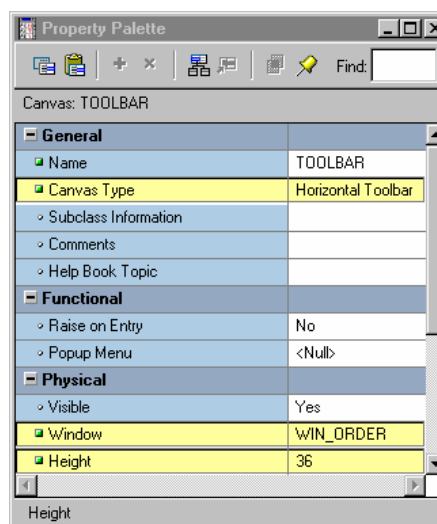 Property Palette
Find:
Canvas: TOOLBAR
General
Name TOOLBAR
Canvas Type Horizontal Toolbar
Subclass Information
Comments
Help Book Topic
Functional
Raise on Entry No
Popup Menu <Null>
Physical
Visible Yes
Window WIN_ORDER
Height 36
Height